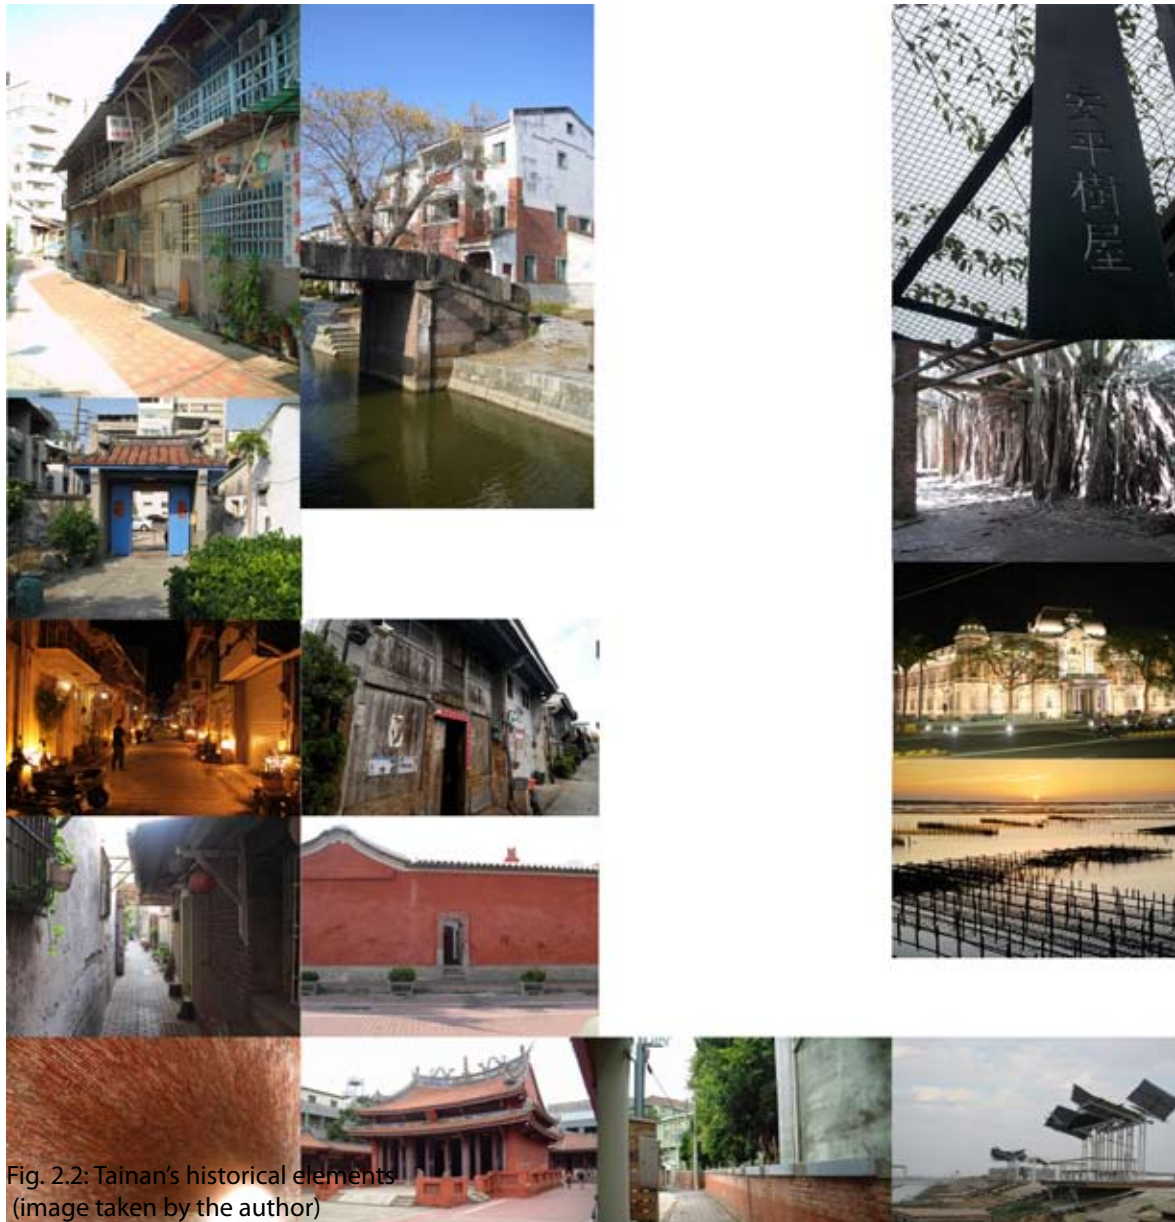 安平樹屋
Fig. 2.2: Tainan's historical elements
(image taken by the author)